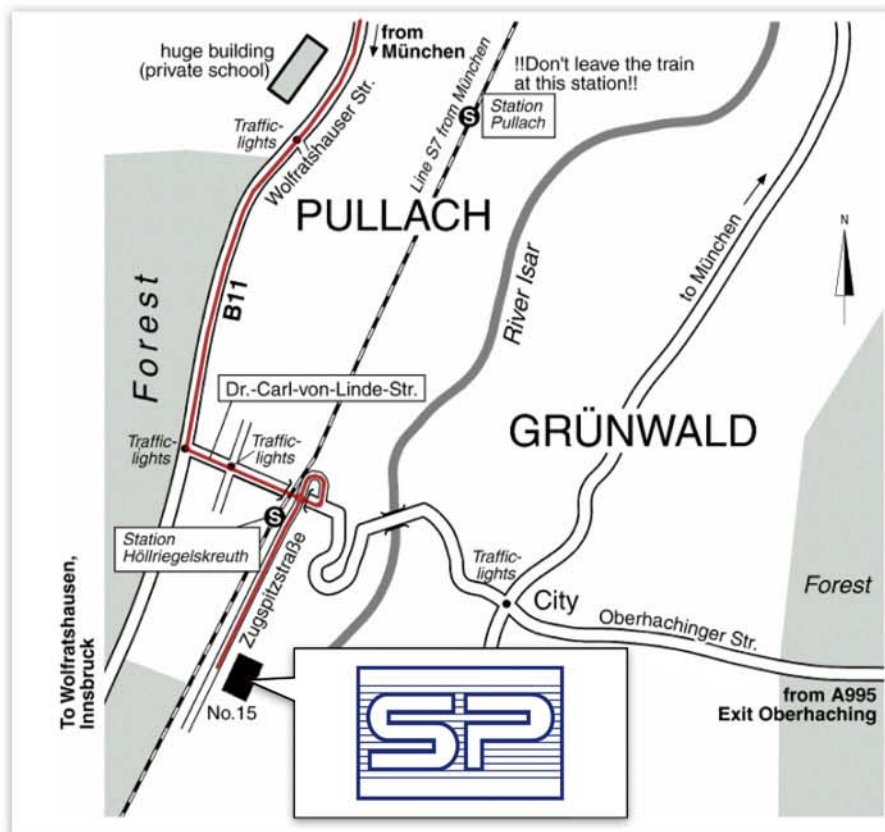 from
München
huge building
(private school)
!!Don't leave the train
at this station!!
Line S7 from München
S
Station
Pullach
Traffic-
lights
Wolfratshauser Str.
PULLACH
N
to München
River Isar
Forest
B11
Dr.-Carl-von-Linde-Str.
GRÜNWALD
Traffic-
lights
Traffic-
lights
S
Station
Höllriegelskreuth
Zugspitzstraße
Traffic-
lights
City
Forest
Oberhachinger Str.
To Wolfratshausen,
Innsbruck
from A995
Exit Oberhaching
No.15
SP